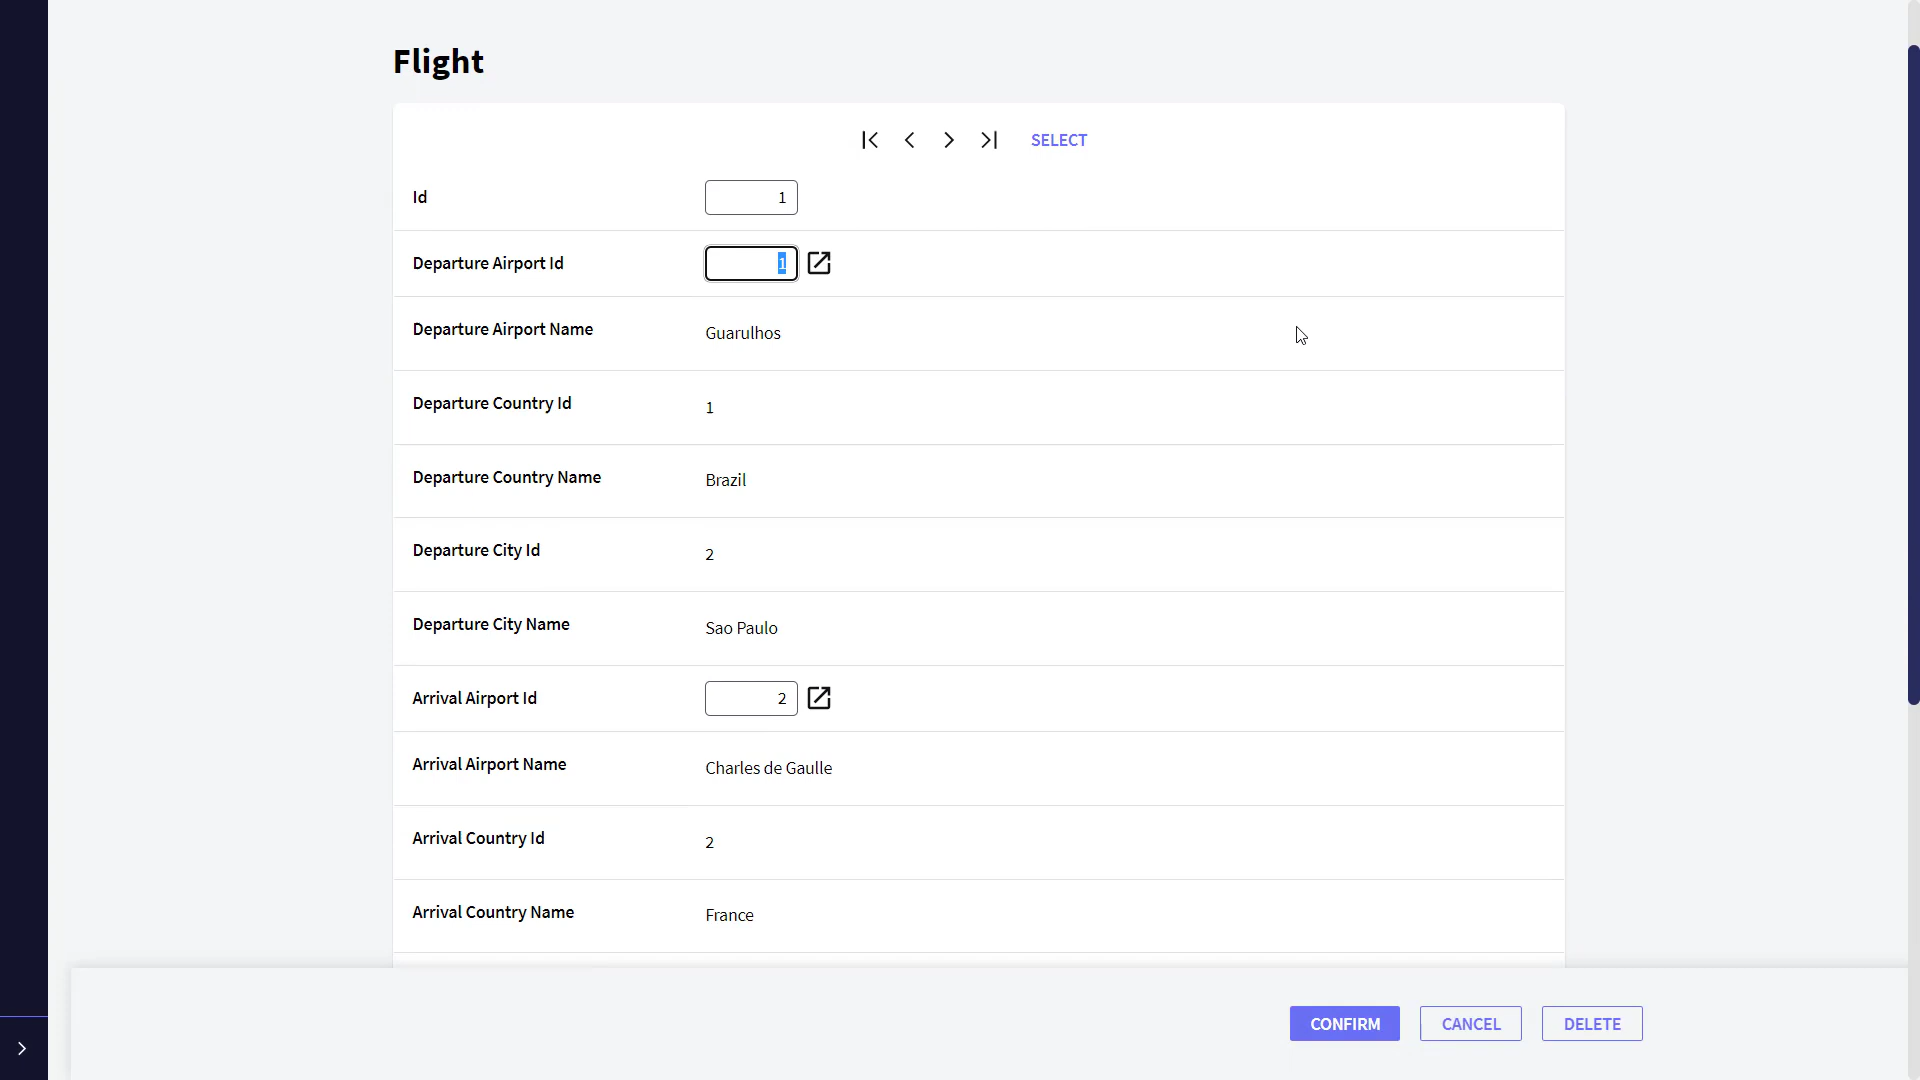 Flight
SELECT
Id 1
Departure Airport Id 1
Departure Airport Name Guarulhos
Departure Country Id 1
Departure Country Name Brazil
Departure City Id 2
Departure City Name Sao Paulo
Arrival Airport Id 2
Arrival Airport Name Charles de Gaulle
Arrival Country Id 2
Arrival Country Name France
CONFIRM CANCEL DELETE